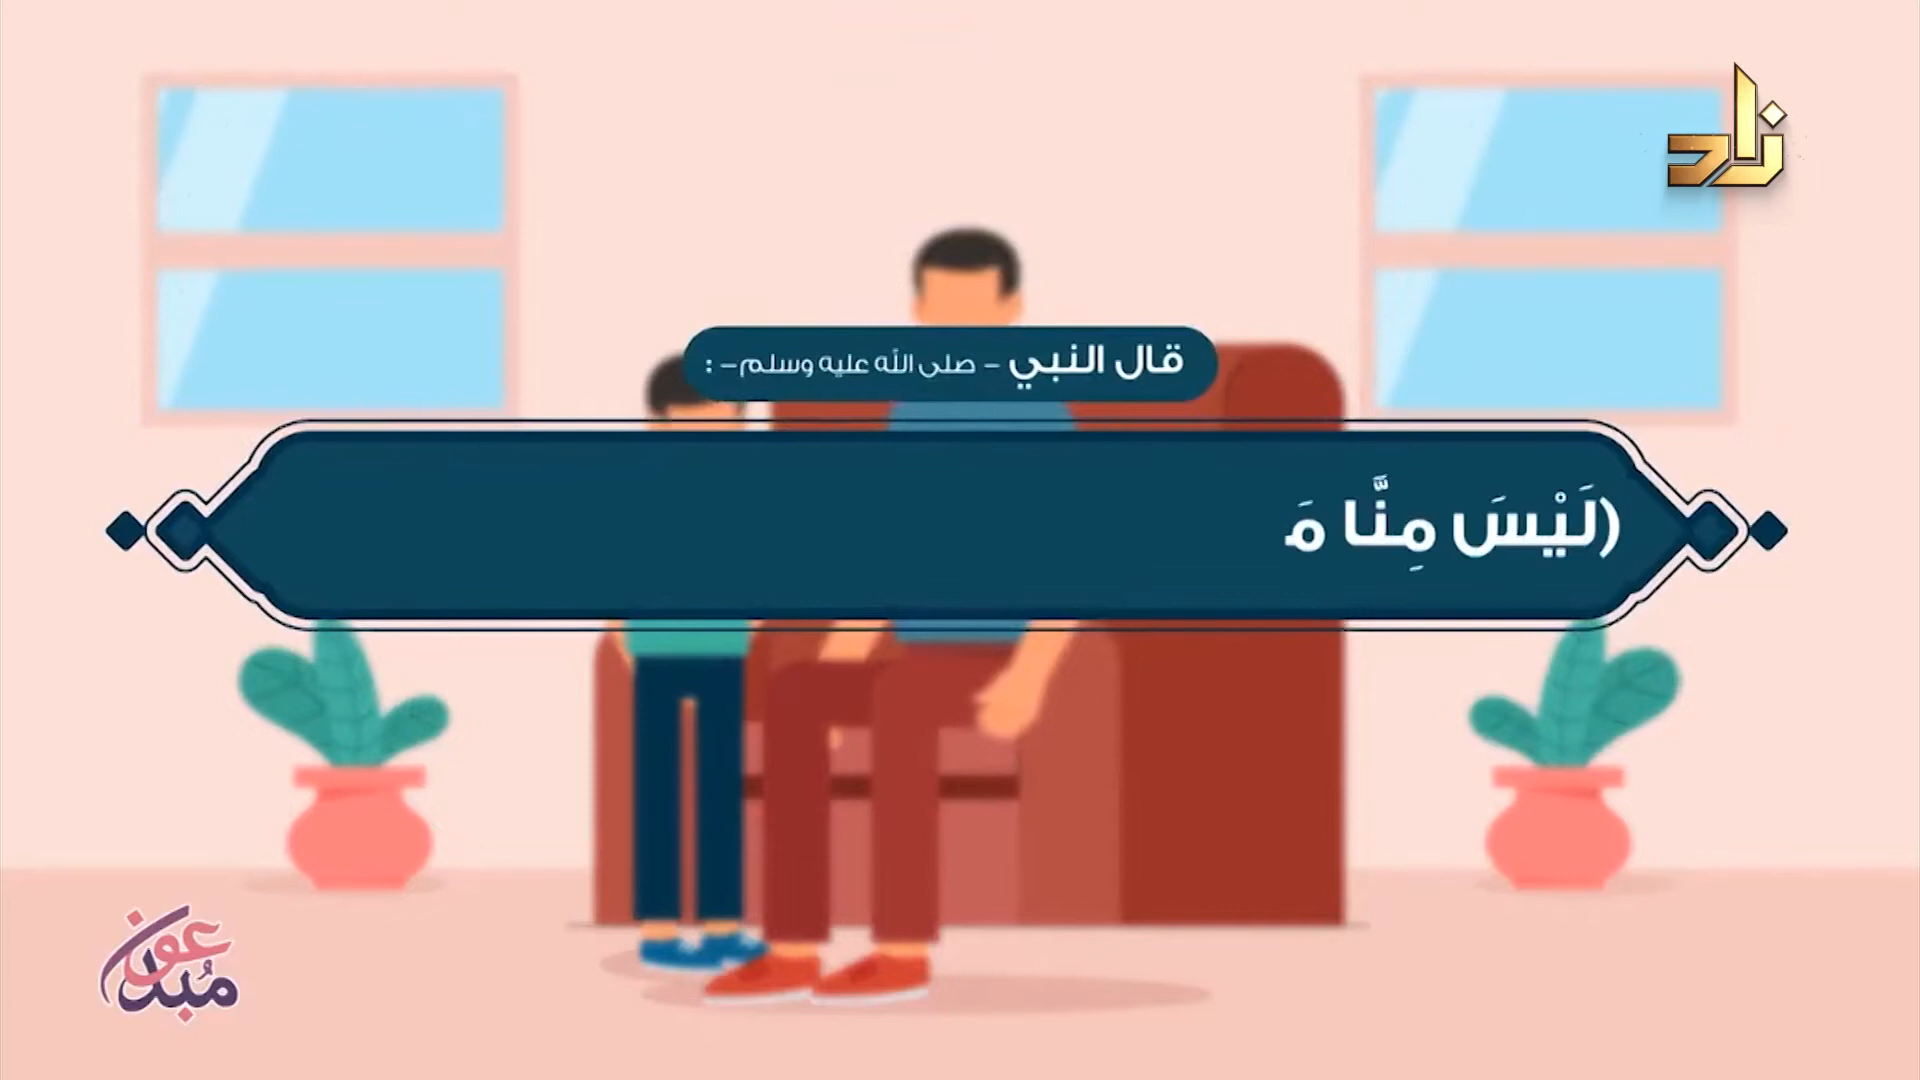 زاد
قال النبي – صلى الله عليه وسلم– :
(لَيْسَ مِنَّا مَ
مُبدعون